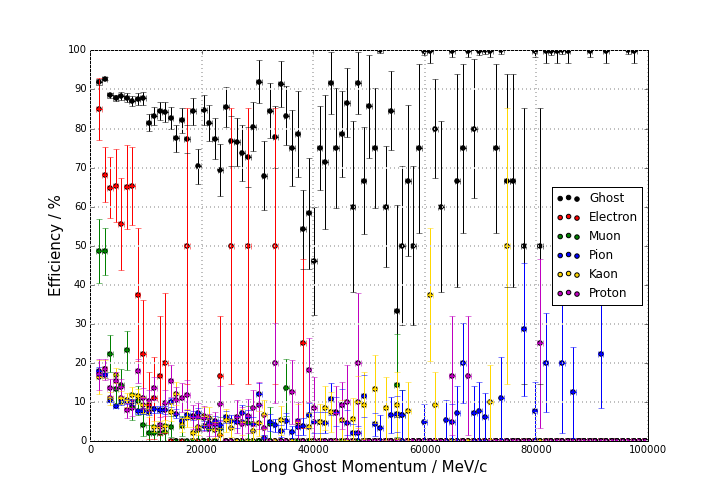 100
90
80
70
60
50
40
30
20
10
0
Efficiency / %
Ghost
Electron
Muon
Pion
Kaon
Proton
0 20000 40000 60000 80000 100000
Long Ghost Momentum / MeV/c